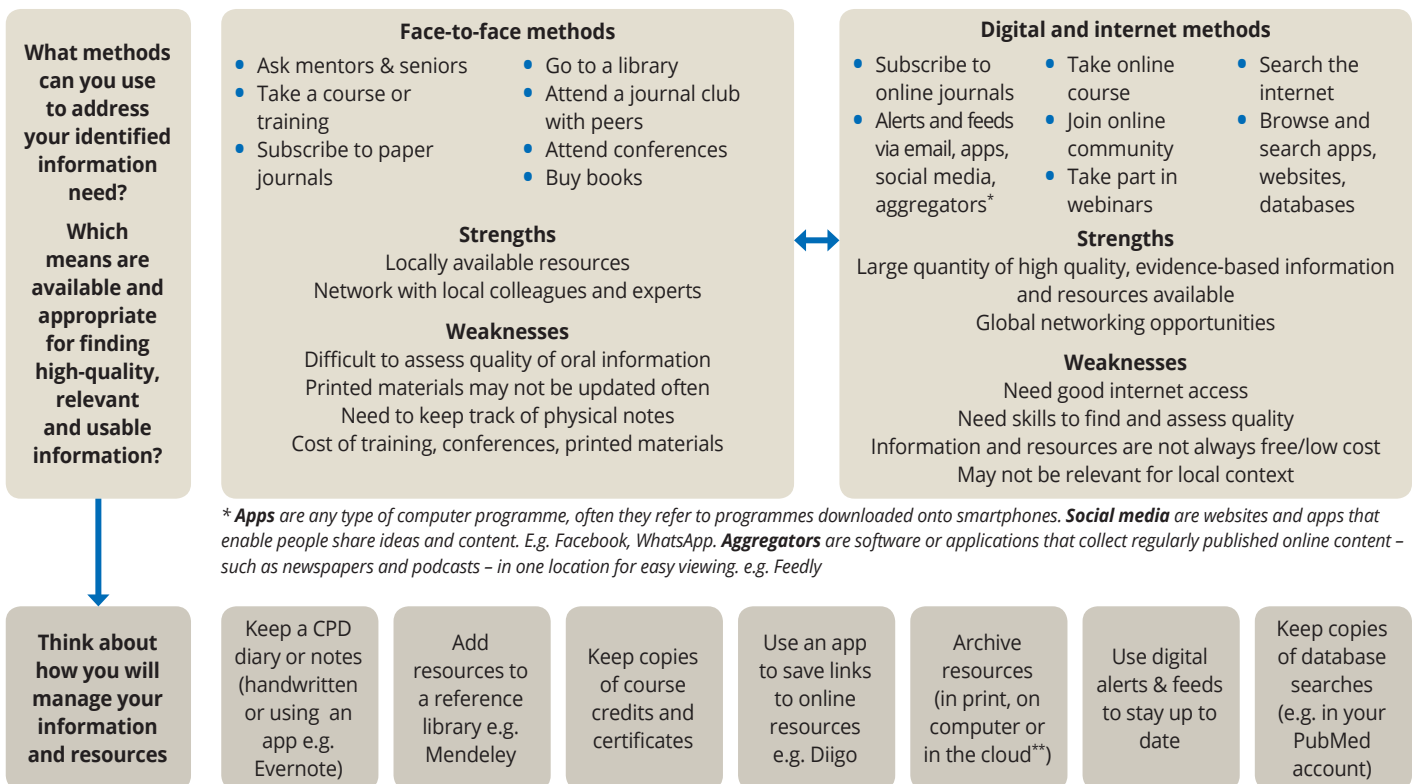 What methods
can you use
to address
your identified
information
need?
Which
means are
available and
appropriate
for finding
high-quality,
relevant
and usable
information?
Face-to-face methods
• Ask mentors & seniors
• Take a course or
training
• Subscribe to paper
journals
• Go to a library
• Attend a journal club
with peers
• Attend conferences
• Buy books
Strengths
Locally available resources
Network with local colleagues and experts
Weaknesses
Difficult to assess quality of oral information
Printed materials may not be updated often
Need to keep track of physical notes
Cost of training, conferences, printed materials
Digital and internet methods
• Subscribe to
online journals
• Alerts and feeds
via email, apps,
social media,
aggregators*
• Take online
course
• Join online
community
• Take part in
webinars
• Search the
internet
• Browse and
search apps,
websites,
databases
Strengths
Large quantity of high quality, evidence-based information
and resources available
Global networking opportunities
Weaknesses
Need good internet access
Need skills to find and assess quality
Information and resources are not always free/low cost
May not be relevant for local context
* Apps are any type of computer programme, often they refer to programmes downloaded onto smartphones. Social media are websites and apps that
enable people share ideas and content. E.g. Facebook, WhatsApp. Aggregators are software or applications that collect regularly published online content –
such as newspapers and podcasts – in one location for easy viewing. e.g. Feedly
Think about
how you will
manage your
information
and resources
Keep a CPD
diary or notes
(handwritten
or using an
app e.g.
Evernote)
Add
resources to
a reference
library e.g.
Mendeley
Keep copies
of course
credits and
certificates
Use an app
to save links
to online
resources
e.g. Diigo
Archive
resources
(in print, on
computer or
in the cloud**)
Use digital
alerts & feeds
to stay up to
date
Keep copies
of database
searches
(e.g. in your
PubMed
account)